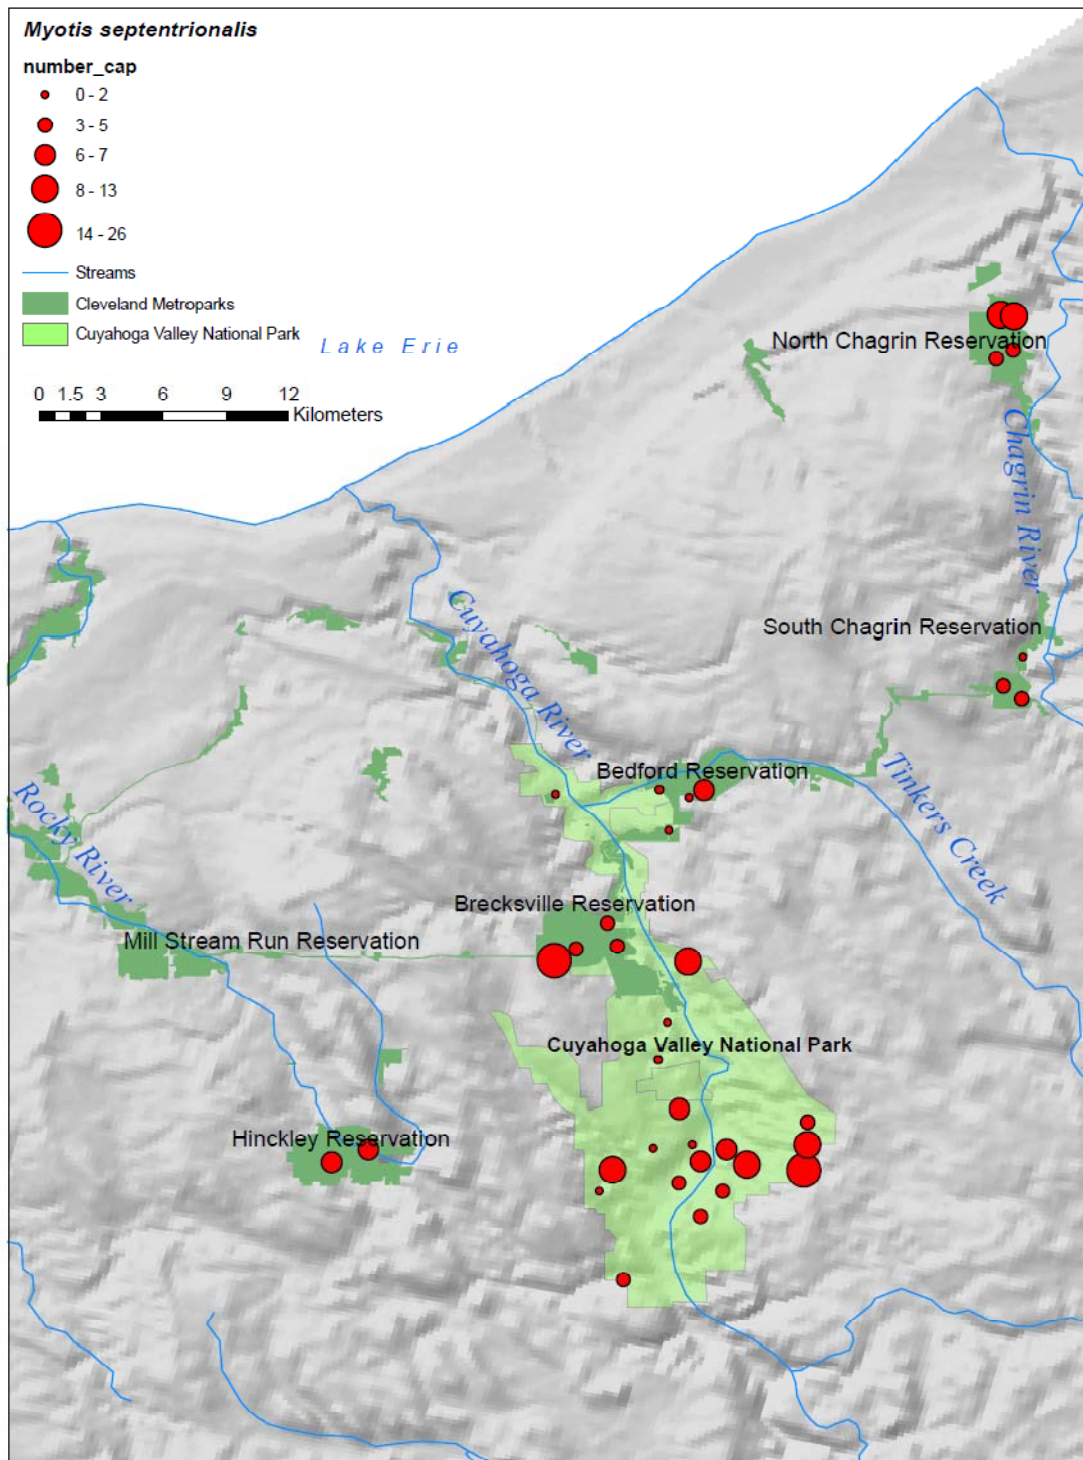 Myotis septentrionalis
number_cap
0 - 2
3 - 5
6 - 7
8 - 13
14 - 26
Streams
Cleveland Metroparks
Cuyahoga Valley National Park
Lake Erie
0 1.5 3 6 9 12
Kilometers
North Chagrin Reservation
Chagrin River
South Chagrin Reservation
Cuyahoga River
Bedford Reservation
Tinkers Creek
Rocky River
Brecksville Reservation
Mill Stream Run Reservation
Cuyahoga Valley National Park
Hinckley Reservation